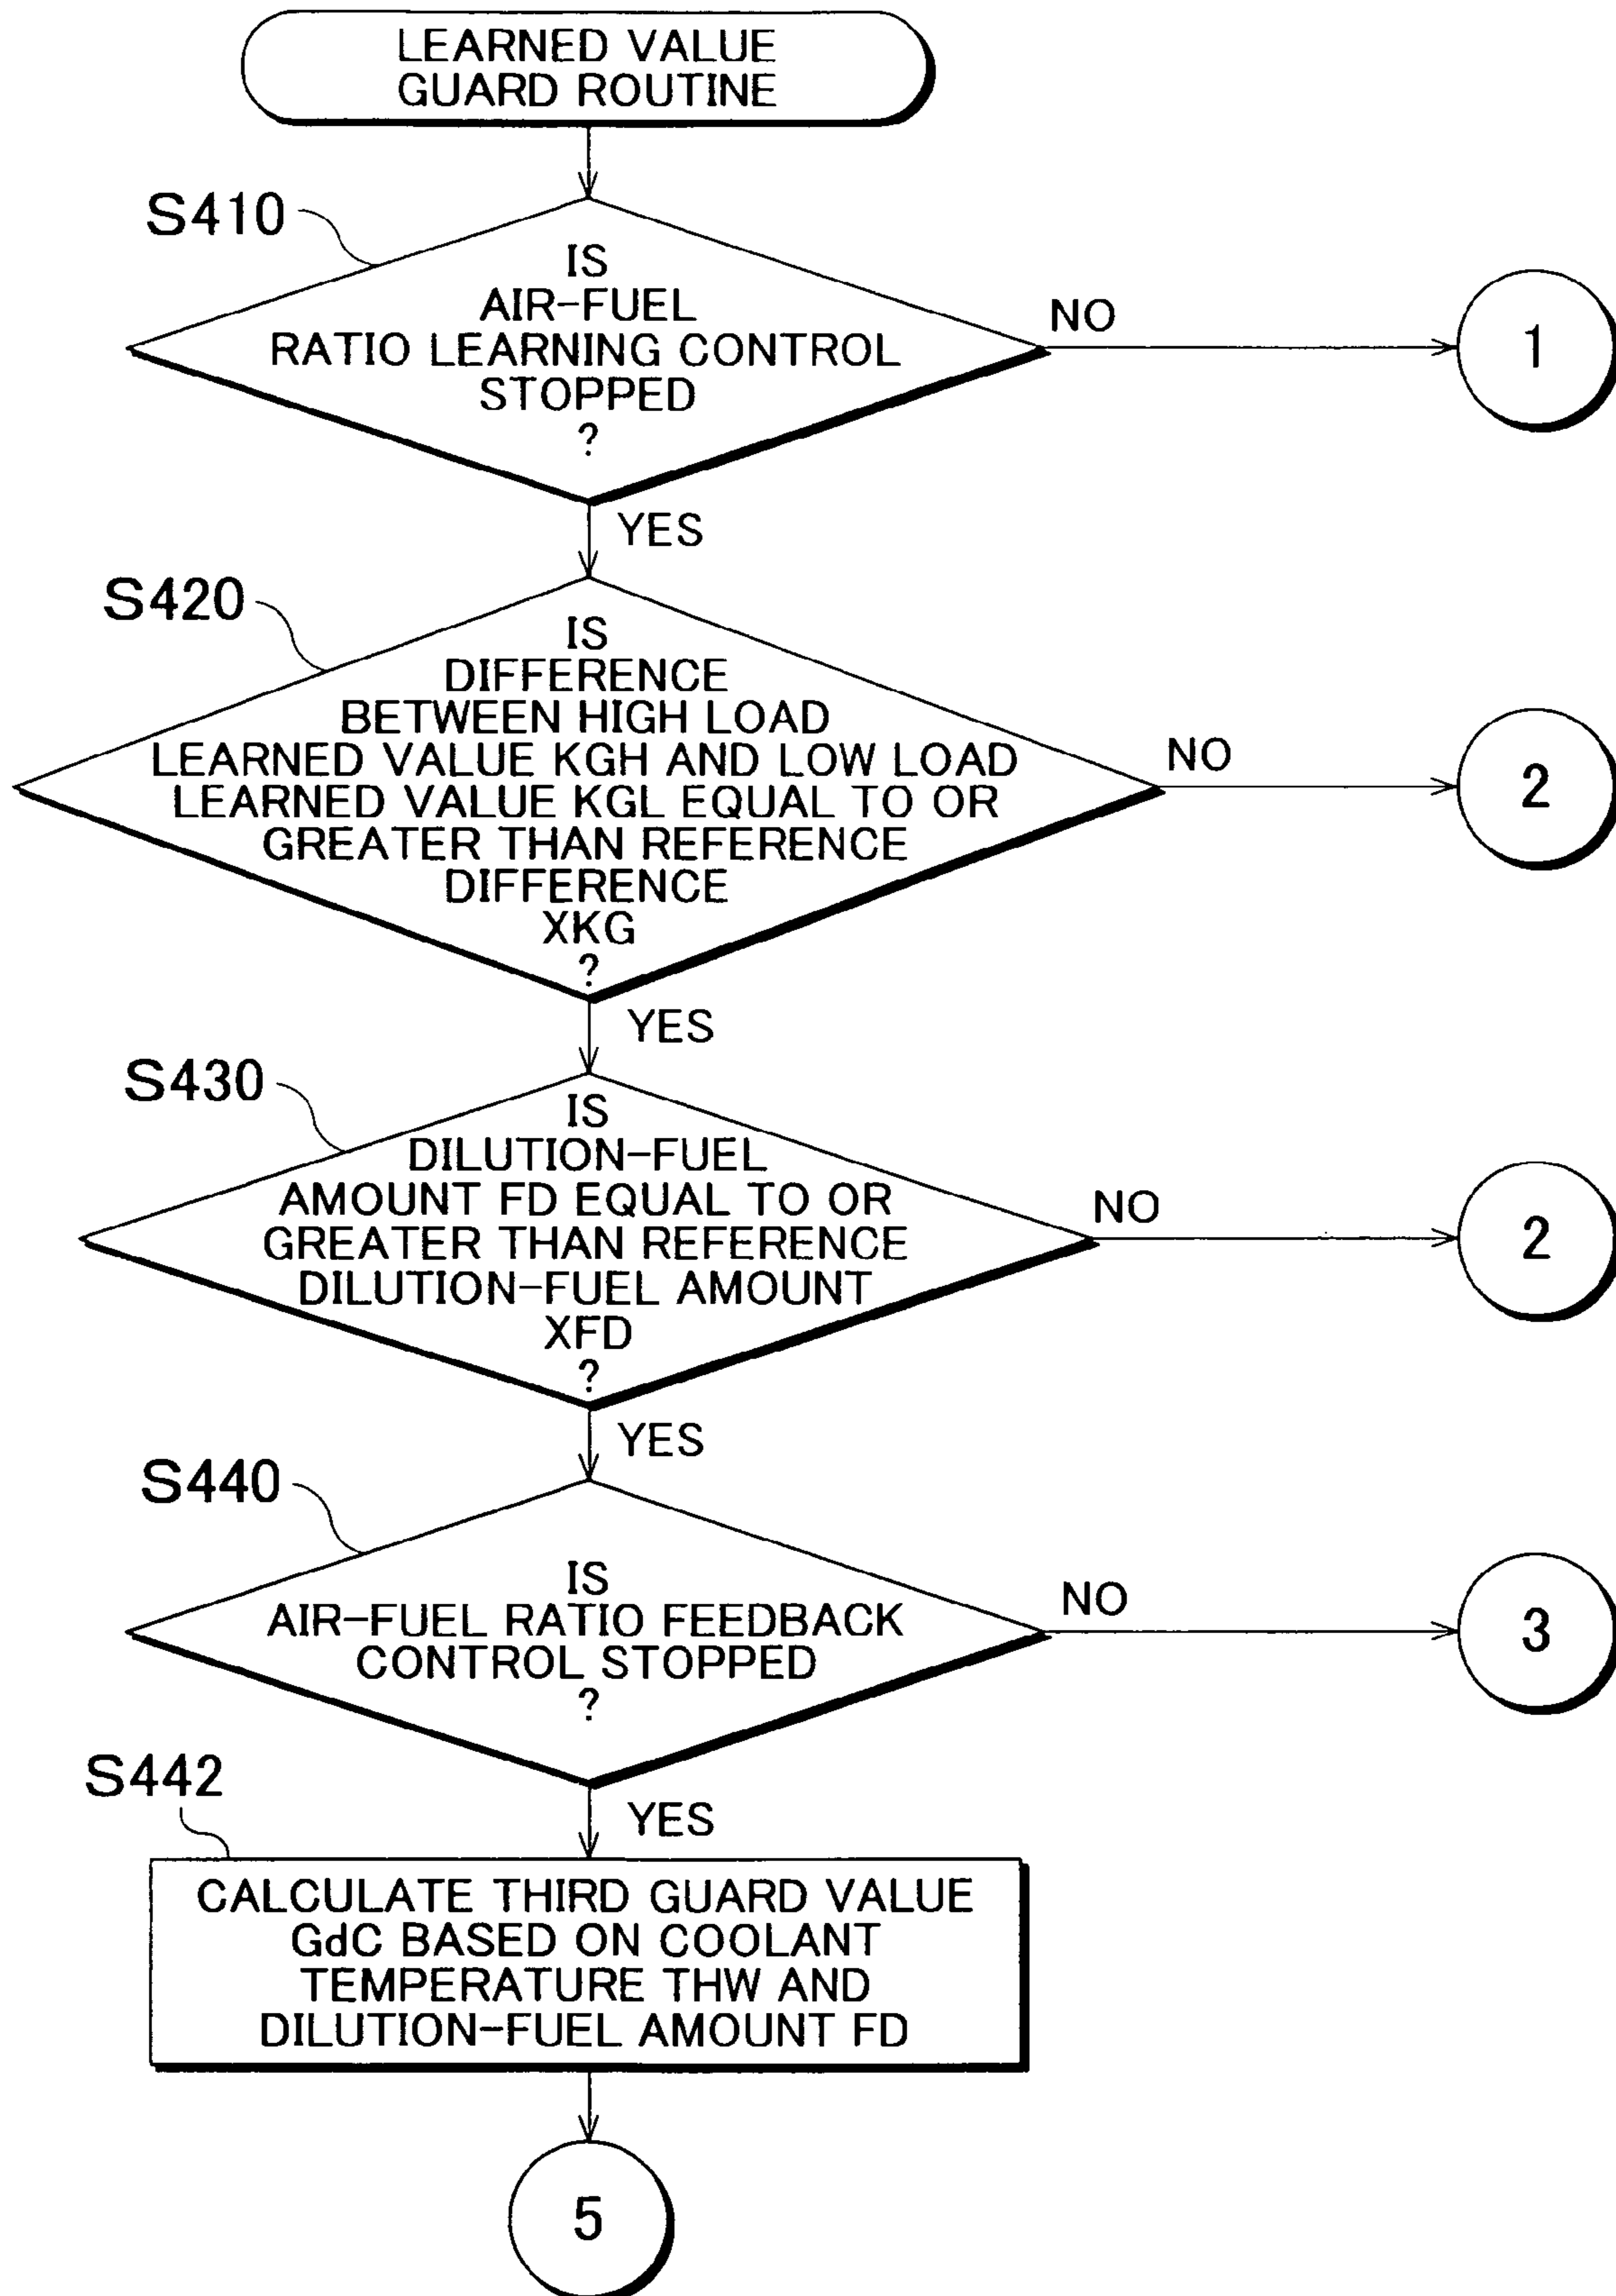 LEARNED VALUE
GUARD ROUTINE
S410
IS
AIR-FUEL
RATIO LEARNING CONTROL
STOPPED
?
NO
1
YES
S420
IS
DIFFERENCE
BETWEEN HIGH LOAD
LEARNED VALUE KGH AND LOW LOAD
LEARNED VALUE KGL EQUAL TO OR
GREATER THAN REFERENCE
DIFFERENCE
XKG
?
NO
2
YES
S430
IS
DILUTION-FUEL
AMOUNT FD EQUAL TO OR
GREATER THAN REFERENCE
DILUTION-FUEL AMOUNT
XFD
?
NO
2
YES
S440
IS
AIR-FUEL RATIO FEEDBACK
CONTROL STOPPED
?
NO
3
YES
S442
CALCULATE THIRD GUARD VALUE
GdC BASED ON COOLANT
TEMPERATURE THW AND
DILUTION-FUEL AMOUNT FD
5